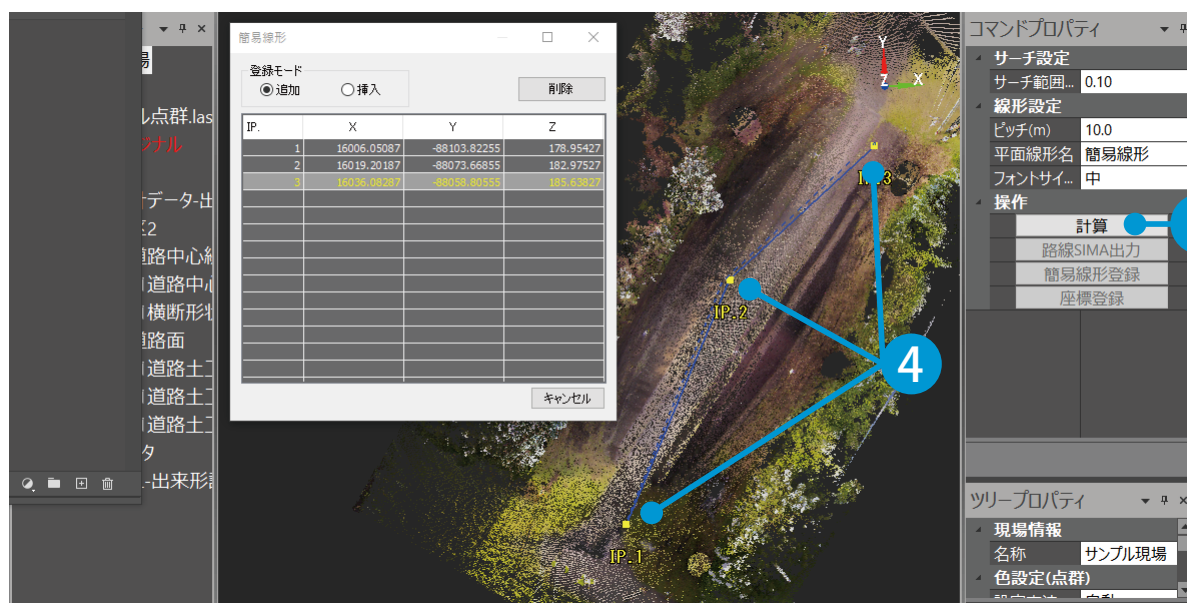 ル点群.las
ジナル
データ-出
区2
道路中心線
道路中心
横断形状
道路面
道路土工
道路土工
道路土工
タ
-出来形
簡易線形
登録モード
追加 挿入 削除
IP. X Y Z
1 16006.05087 -88103.82255 178.95427
2 16019.20187 -88073.66855 182.97527
3 16036.08287 -88058.80555 185.63827
キャンセル
Y
Z X
IP.3
IP.2
IP.1
4
コマンドプロパティ
サーチ設定
サーチ範囲... 0.10
線形設定
ピッチ(m) 10.0
平面線形名 簡易線形
フォントサイ... 中
操作
計算
路線SIMA出力
簡易線形登録
座標登録
ツリープロパティ
現場情報
名称 サンプル現場
色設定(点群)